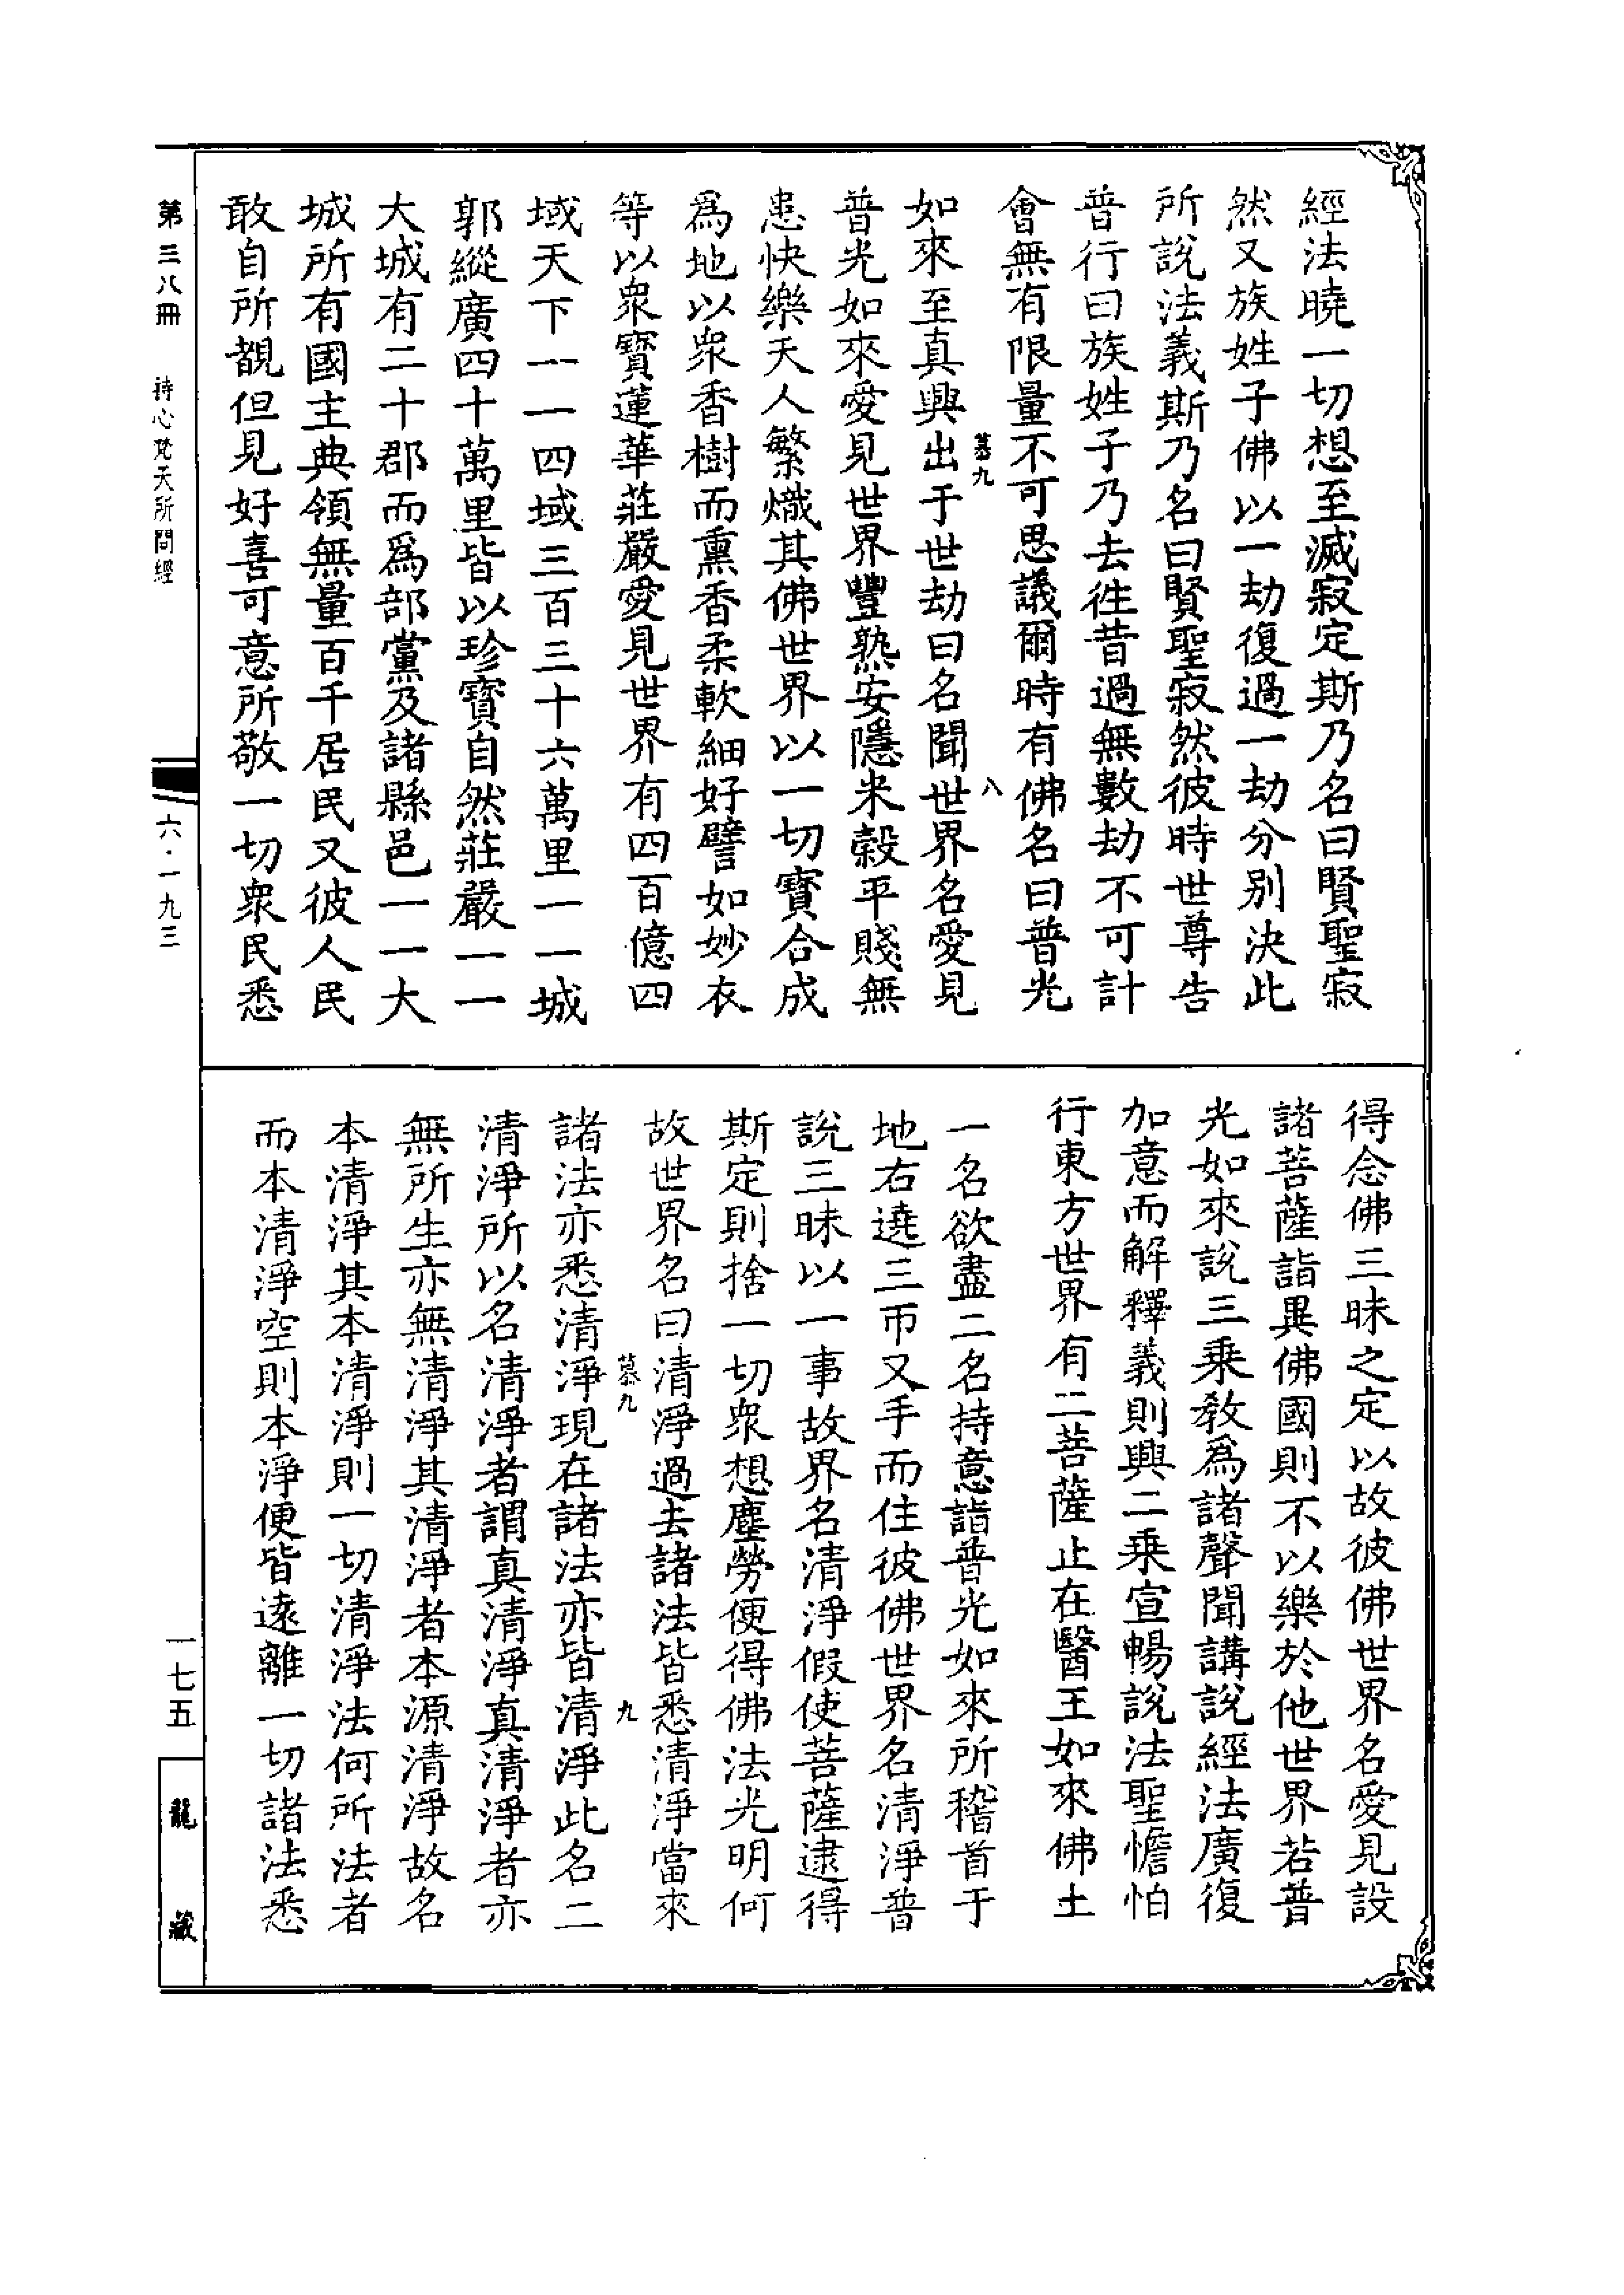 經法曉一切想至滅寂定斯乃名曰賢聖寂
然又族姓子佛以一劫復過一劫分別決此
所說法義斯乃名曰賢聖寂然彼時世尊告
普行曰族姓子乃去往昔過無數劫不可計
會無有限量不可思議爾時有佛名曰普光
慕九 八
如來至真興出于世劫曰名聞世界名愛見
普光如來愛見世界豐熟安隱米穀平賤無
患快樂天人繁熾其佛世界以一切寶合成
爲地以衆香樹而熏香柔軟細好譬如妙衣
等以衆寶蓮華莊嚴愛見世界有四百億四
域天下一一四域三百三十六萬里一一城
郭縱廣四十萬里皆以珍寶自然莊嚴一一
大城有二十郡而爲部黨及諸縣邑一一大
城所有國主典領無量百千居民又彼人民
敢自所覩但見好喜可意所敬一切衆民悉
得念佛三昧之定以故彼佛世界名愛見設
諸菩薩詣異佛國則不以樂於他世界若普
光如來說三乘教爲諸聲聞講說經法廣復
加意而解釋義則興二乘宣暢說法聖憺怕
行東方世界有二菩薩止在醫王如來佛土
一名欲盡二名持意詣普光如來所稽首于
地右遶三帀叉手而住彼佛世界名清淨普
說三昧以一事故界名清淨假使菩薩逮得
斯定則捨一切衆想塵勞便得佛法光明何
故世界名曰清淨過去諸法皆悉清淨當來
慕九 九
諸法亦悉清淨現在諸法亦皆清淨此名二
清淨所以名清淨者謂真清淨真清淨者亦
無所生亦無清淨其清淨者本源清淨故名
本清淨其本清淨則一切清淨法何所法者
而本清淨空則本淨便皆遠離一切諸法悉
第三八冊 持心梵天所問經
六·一九三
一七五
龍藏